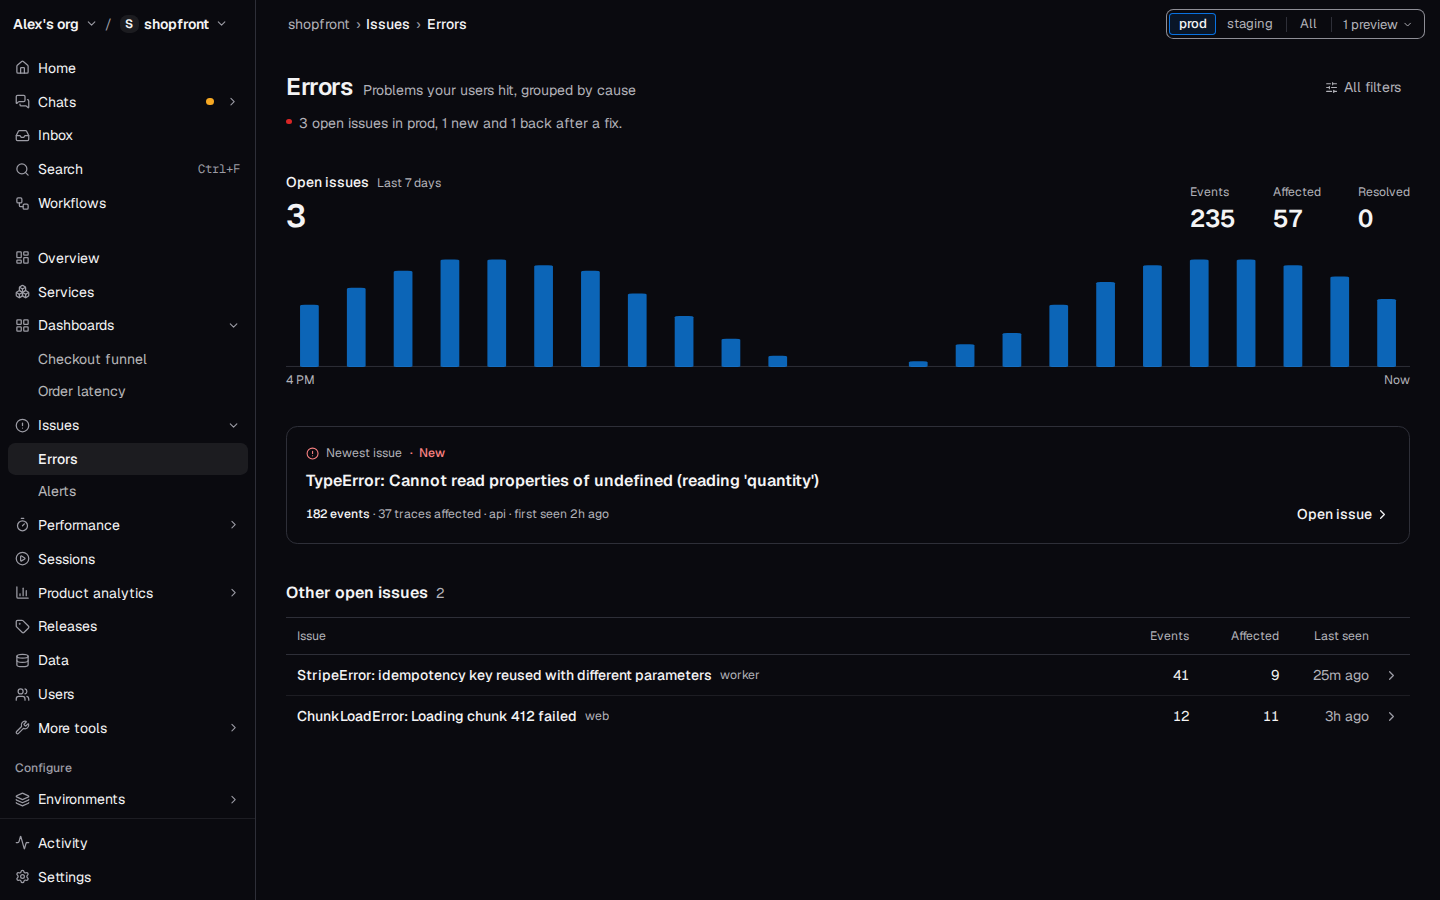 Alex's org / S shopfront
shopfront › Issues › Errors
prod staging All 1 preview
Home
Chats
Inbox
Search Ctrl+F
Workflows
Overview
Services
Dashboards
Checkout funnel
Order latency
Issues
Errors
Alerts
Performance
Sessions
Product analytics
Releases
Data
Users
More tools
Configure
Environments
Activity
Settings
Errors Problems your users hit, grouped by cause
All filters
3 open issues in prod, 1 new and 1 back after a fix.
Open issues Last 7 days
3
Events Affected Resolved
235 57 0
4 PM Now
Newest issue · New
TypeError: Cannot read properties of undefined (reading 'quantity')
182 events · 37 traces affected · api · first seen 2h ago
Open issue
Other open issues 2
Issue Events Affected Last seen
StripeError: idempotency key reused with different parameters worker 41 9 25m ago
ChunkLoadError: Loading chunk 412 failed web 12 11 3h ago